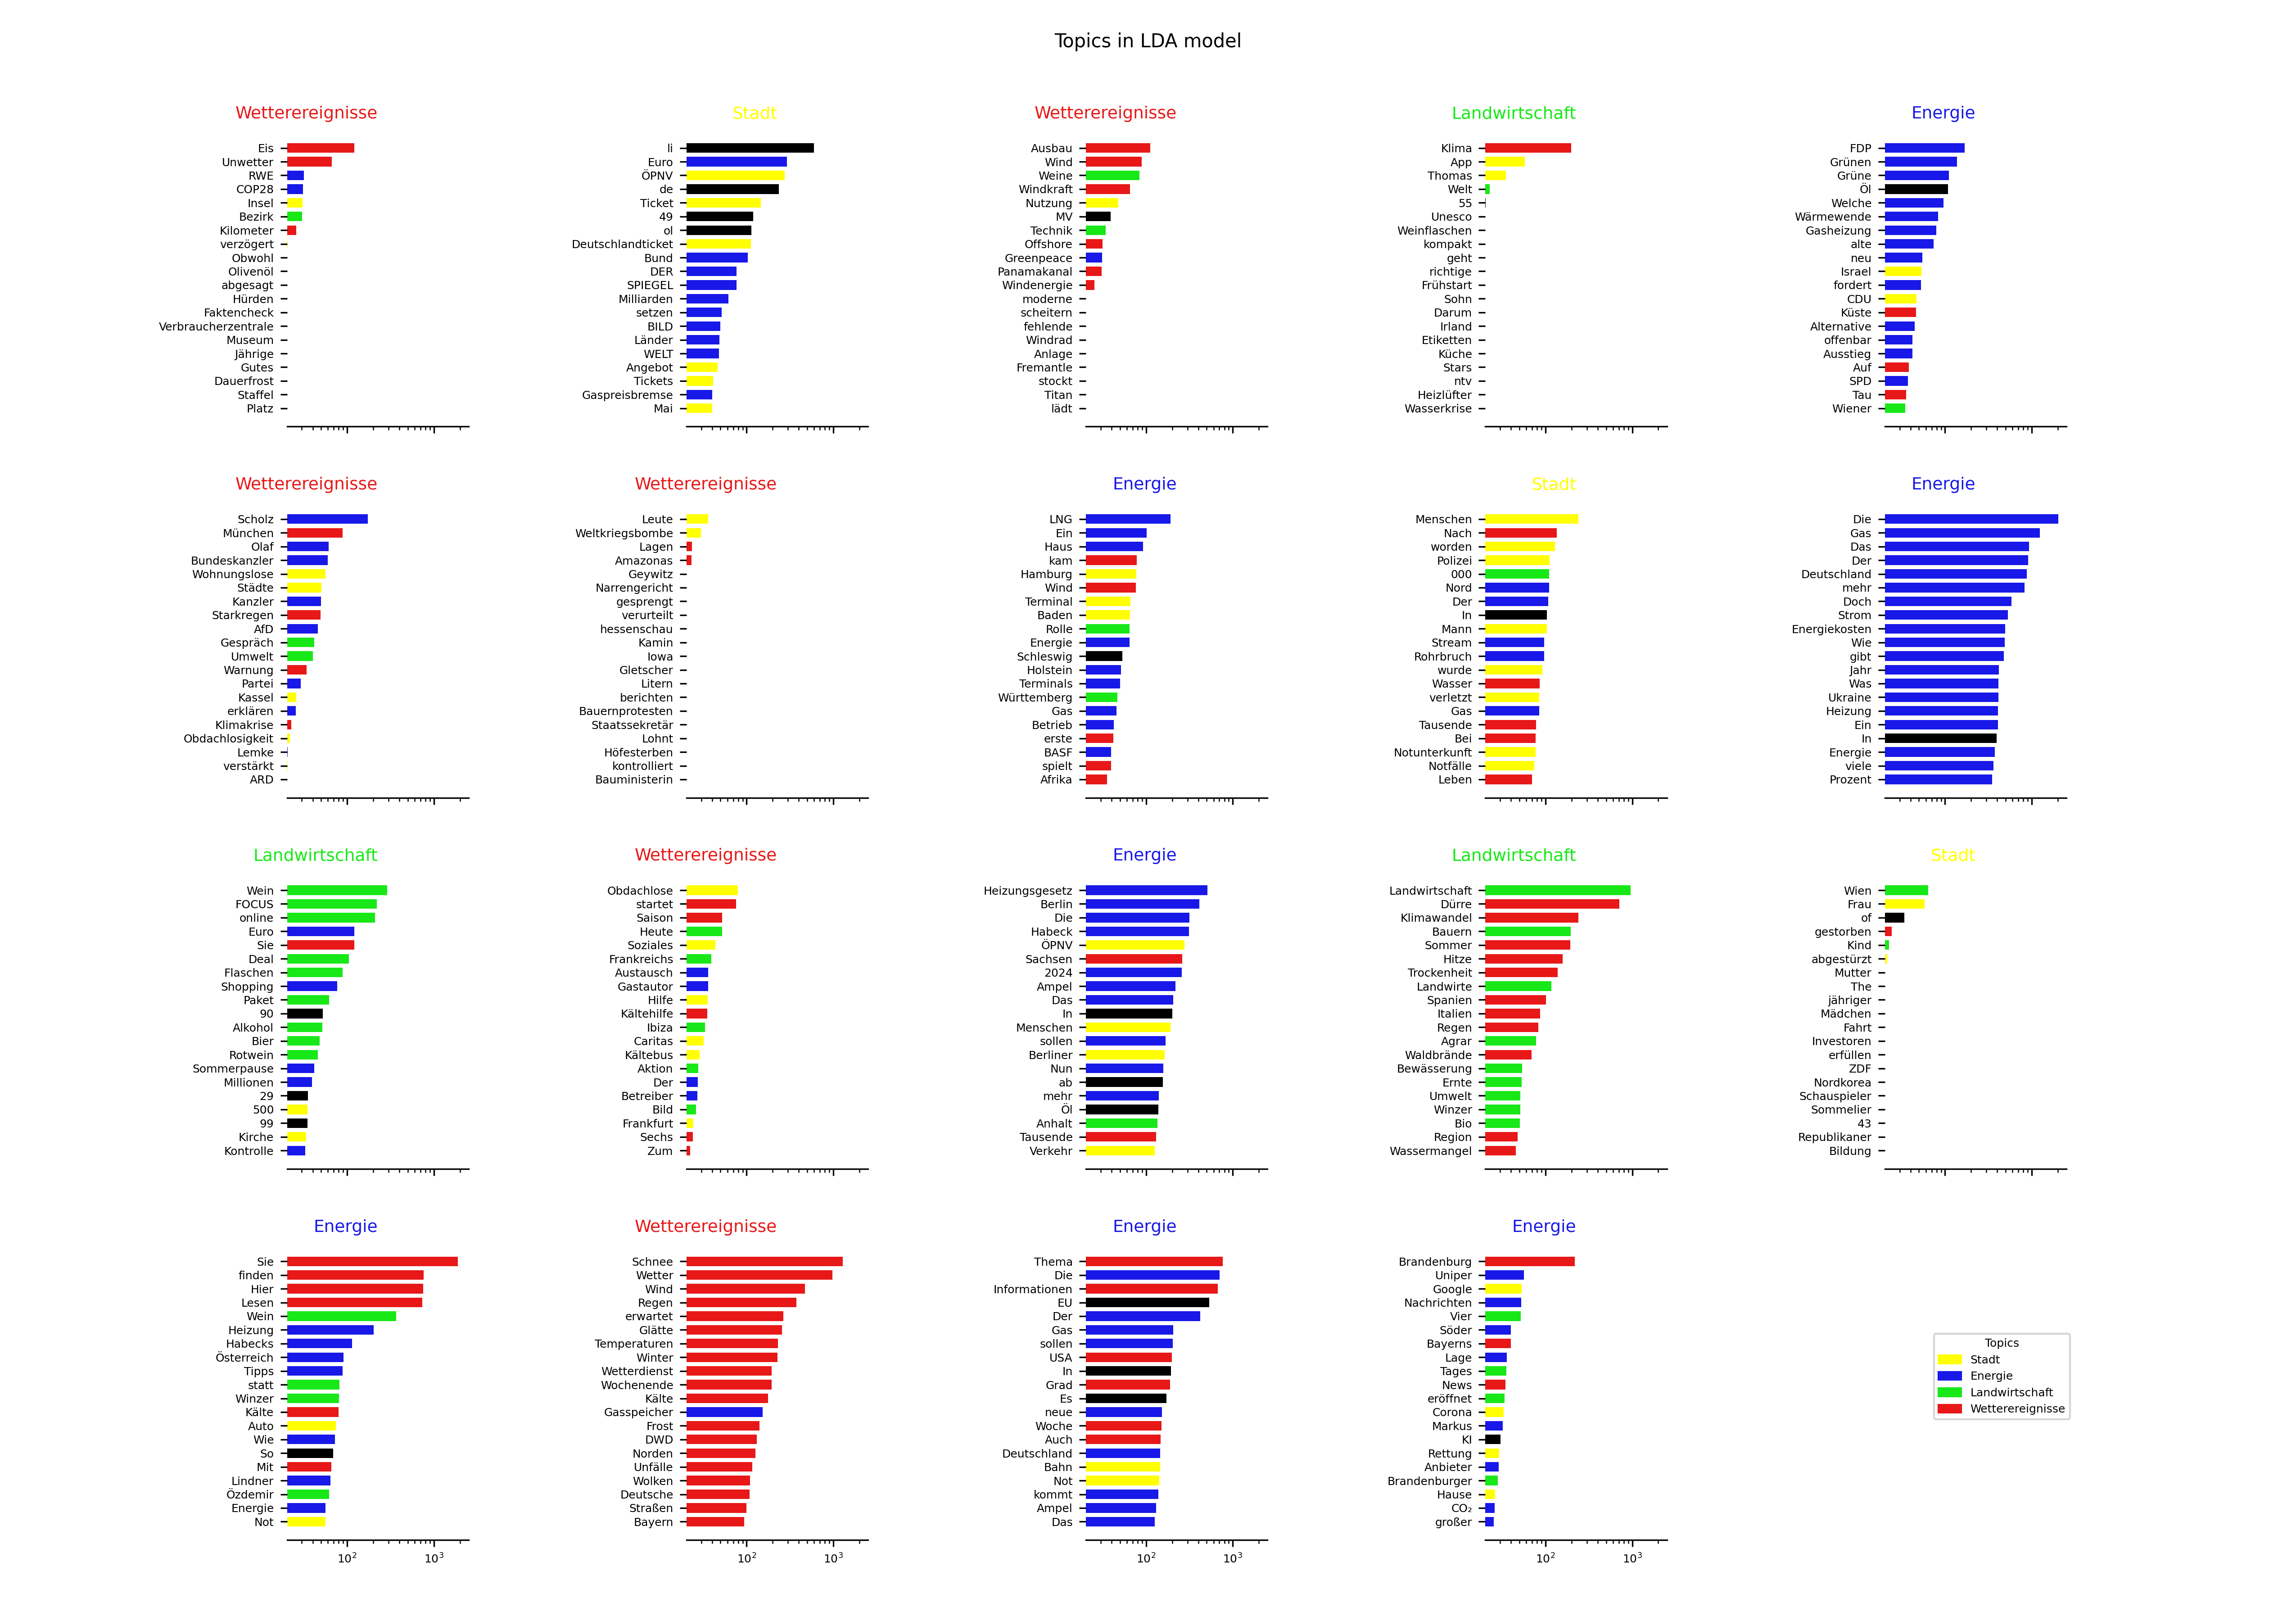 Topics in LDA model
Wetterereignisse
Eis
Unwetter
RWE
COP28
Insel
Bezirk
Kilometer
verzögert
Obwohl
Olivenöl
abgesagt
Hürden
Faktencheck
Verbraucherzentrale
Museum
Jährige
Gutes
Dauerfrost
Staffel
Platz
Stadt
li
Euro
ÖPNV
de
Ticket
49
ol
Deutschlandticket
Bund
DER
SPIEGEL
Milliarden
setzen
BILD
Länder
WELT
Angebot
Tickets
Gaspreisbremse
Mai
Wetterereignisse
Ausbau
Wind
Weine
Windkraft
Nutzung
MV
Technik
Offshore
Greenpeace
Panamakanal
Windenergie
moderne
scheitern
fehlende
Windrad
Anlage
Fremantle
stockt
Titan
lädt
Landwirtschaft
Klima
App
Thomas
Welt
55
Unesco
Weinflaschen
kompakt
geht
richtige
Frühstart
Sohn
Darum
Irland
Etiketten
Küche
Stars
ntv
Heizlüfter
Wasserkrise
Energie
FDP
Grünen
Grüne
Öl
Welche
Wärmewende
Gasheizung
alte
neu
Israel
fordert
CDU
Küste
Alternative
offenbar
Ausstieg
Auf
SPD
Tau
Wiener
Wetterereignisse
Scholz
München
Olaf
Bundeskanzler
Wohnungslose
Städte
Kanzler
Starkregen
AfD
Gespräch
Umwelt
Warnung
Partei
Kassel
erklären
Klimakrise
Obdachlosigkeit
Lemke
verstärkt
ARD
Wetterereignisse
Leute
Weltkriegsbombe
Lagen
Amazonas
Geywitz
Narrengericht
gesprengt
verurteilt
hessenschau
Kamin
Iowa
Gletscher
Litern
berichten
Bauernprotesten
Staatssekretär
Lohnt
Höfesterben
kontrolliert
Bauministerin
Energie
LNG
Ein
Haus
kam
Hamburg
Wind
Terminal
Baden
Rolle
Energie
Schleswig
Holstein
Terminals
Württemberg
Gas
Betrieb
erste
BASF
spielt
Afrika
Stadt
Menschen
Nach
worden
Polizei
000
Nord
Der
In
Mann
Stream
Rohrbruch
wurde
Wasser
verletzt
Gas
Tausende
Bei
Notunterkunft
Notfälle
Leben
Energie
Die
Gas
Das
Der
Deutschland
mehr
Doch
Strom
Energiekosten
Wie
gibt
Jahr
Was
Ukraine
Heizung
Ein
In
Energie
viele
Prozent
Landwirtschaft
Wein
FOCUS
online
Euro
Sie
Deal
Flaschen
Shopping
Paket
90
Alkohol
Bier
Rotwein
Sommerpause
Millionen
29
500
99
Kirche
Kontrolle
Wetterereignisse
Obdachlose
startet
Saison
Heute
Soziales
Frankreichs
Austausch
Gastautor
Hilfe
Kältehilfe
Ibiza
Caritas
Kältebus
Aktion
Der
Betreiber
Bild
Frankfurt
Sechs
Zum
Energie
Heizungsgesetz
Berlin
Die
Habeck
ÖPNV
Sachsen
2024
Ampel
Das
In
Menschen
sollen
Berliner
Nun
ab
mehr
Öl
Anhalt
Tausende
Verkehr
Landwirtschaft
Landwirtschaft
Dürre
Klimawandel
Bauern
Sommer
Hitze
Trockenheit
Landwirte
Spanien
Italien
Regen
Agrar
Waldbrände
Bewässerung
Ernte
Umwelt
Winzer
Bio
Region
Wassermangel
Stadt
Wien
Frau
of
gestorben
Kind
abgestürzt
Mutter
The
jähriger
Mädchen
Fahrt
Investoren
erfüllen
ZDF
Nordkorea
Schauspieler
Sommelier
43
Republikaner
Bildung
Energie
Sie
finden
Hier
Lesen
Wein
Heizung
Habecks
Österreich
Tipps
statt
Winzer
Kälte
Auto
Wie
So
Mit
Lindner
Özdemir
Energie
Not
10² 10³
Wetterereignisse
Schnee
Wetter
Wind
Regen
erwartet
Glätte
Temperaturen
Winter
Wetterdienst
Wochenende
Kälte
Gasspeicher
Frost
DWD
Norden
Unfälle
Wolken
Deutsche
Straßen
Bayern
10² 10³
Energie
Thema
Die
Informationen
EU
Der
Gas
sollen
USA
In
Grad
Es
neue
Woche
Auch
Deutschland
Bahn
Not
kommt
Ampel
Das
10² 10³
Energie
Brandenburg
Uniper
Google
Nachrichten
Vier
Söder
Bayerns
Lage
Tages
News
eröffnet
Corona
Markus
KI
Rettung
Anbieter
Brandenburger
Hause
CO₂
großer
10² 10³
Topics
Stadt
Energie
Landwirtschaft
Wetterereignisse